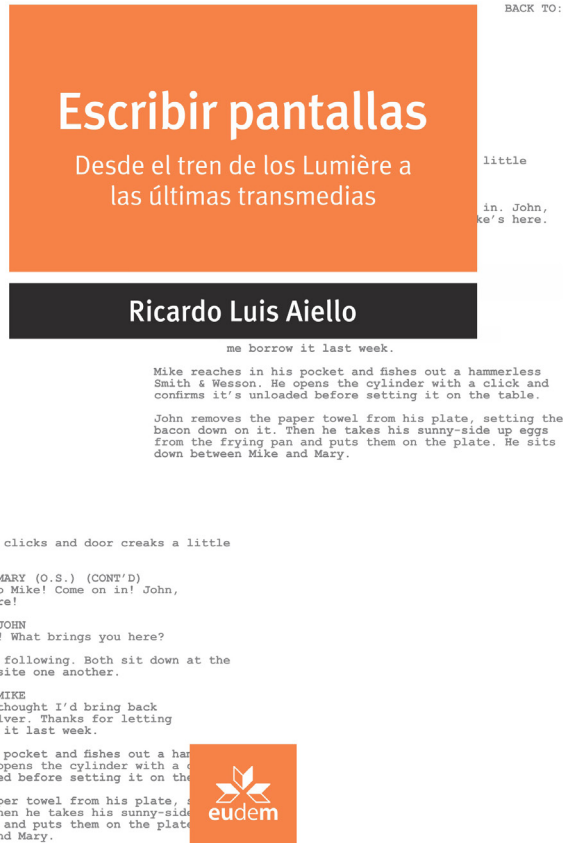 BACK TO:
Escribir pantallas
Desde el tren de los Lumière a
las últimas transmedias
little
in. John,
ke's here.
Ricardo Luis Aiello
me borrow it last week.
Mike reaches in his pocket and fishes out a hammerless
Smith & Wesson. He opens the cylinder with a click and
confirms it's unloaded before setting it on the table.
John removes the paper towel from his plate, setting the
bacon down on it. Then he takes his sunny-side up eggs
from the frying pan and puts them on the plate. He sits
down between Mike and Mary.
clicks and door creaks a little
MARY (O.S.) (CONT'D)
o Mike! Come on in! John,
re!
JOHN
! What brings you here?
following. Both sit down at the
site one another.
MIKE
thought I'd bring back
lver. Thanks for letting
it last week.
pocket and fishes out a ham
opens the cylinder with a c
ed before setting it on the
per towel from his plate, s
hen he takes his sunny-side
and puts them on the plate
nd Mary.
eudem